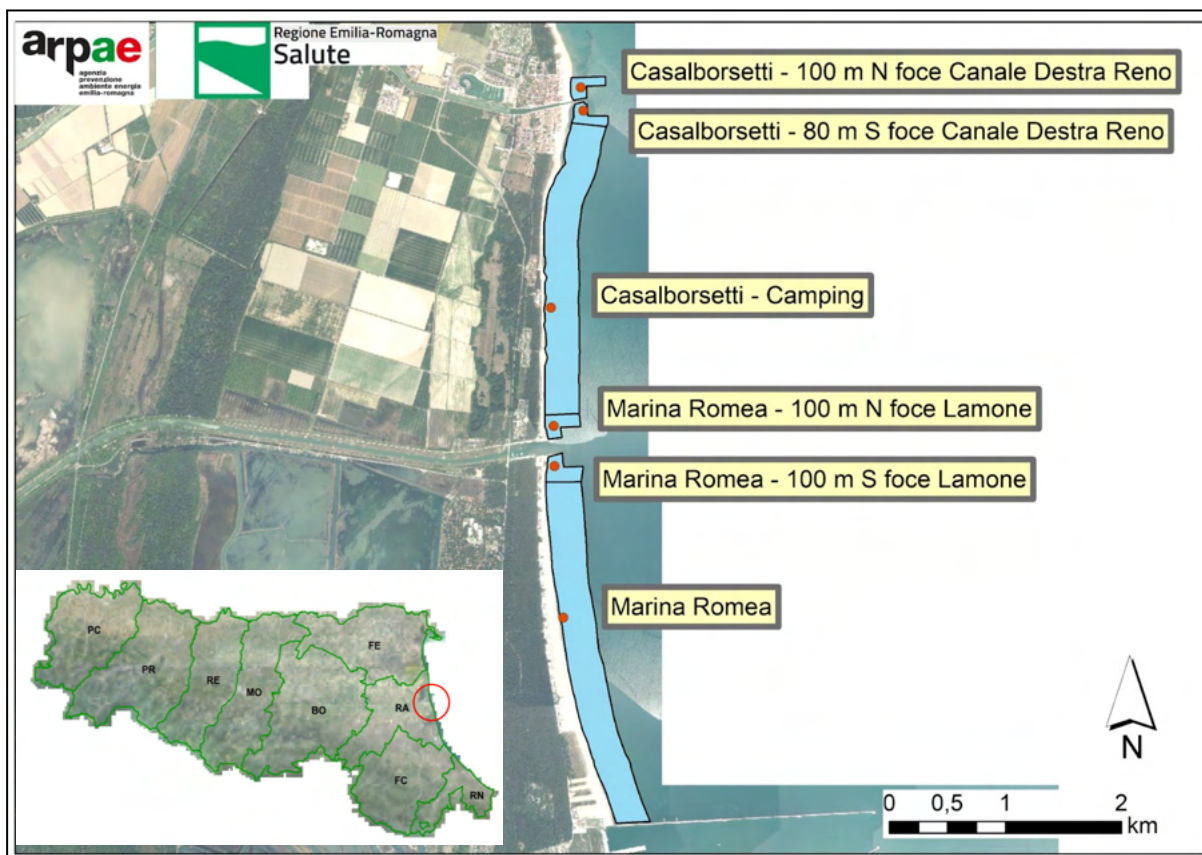 arpae
agenzia
prevenzione
ambiente energia
emilia-romagna
Regione Emilia-Romagna
Salute
Casalborsetti - 100 m N foce Canale Destra Reno
Casalborsetti - 80 m S foce Canale Destra Reno
Casalborsetti - Camping
Marina Romea - 100 m N foce Lamone
Marina Romea - 100 m S foce Lamone
Marina Romea
PC
PR
RE
MO
BO
FE
RA
FC
RN
N
0 0,5 1 2
km